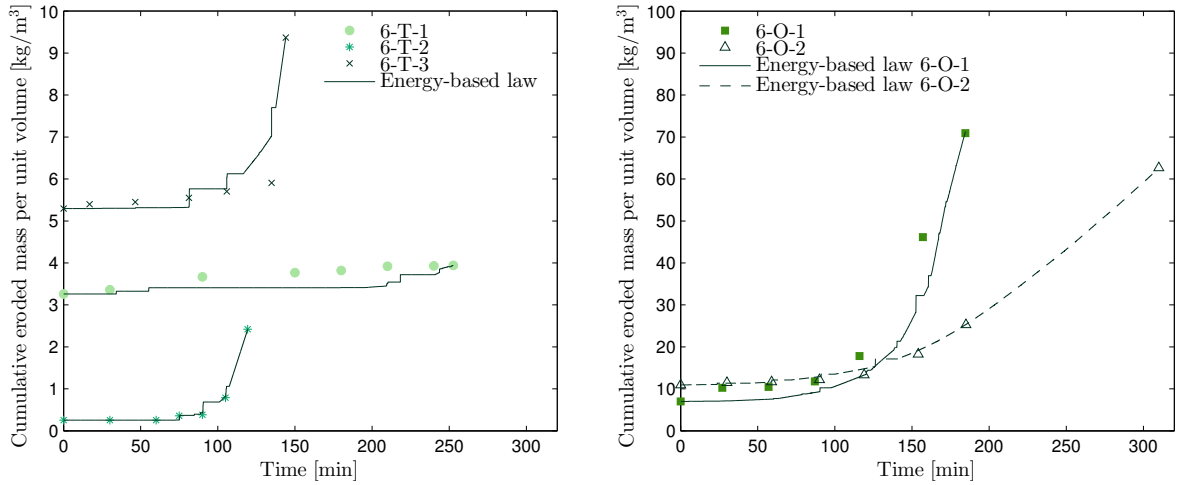 Cumulative eroded mass per unit volume [kg/m³]
10
9
8
7
6
5
4
3
2
1
0
6-T-1
6-T-2
6-T-3
Energy-based law
0 50 100 150 200 250 300
Time [min]
Cumulative eroded mass per unit volume [kg/m³]
100
90
80
70
60
50
40
30
20
10
0
6-O-1
6-O-2
Energy-based law 6-O-1
Energy-based law 6-O-2
0 50 100 150 200 250 300
Time [min]